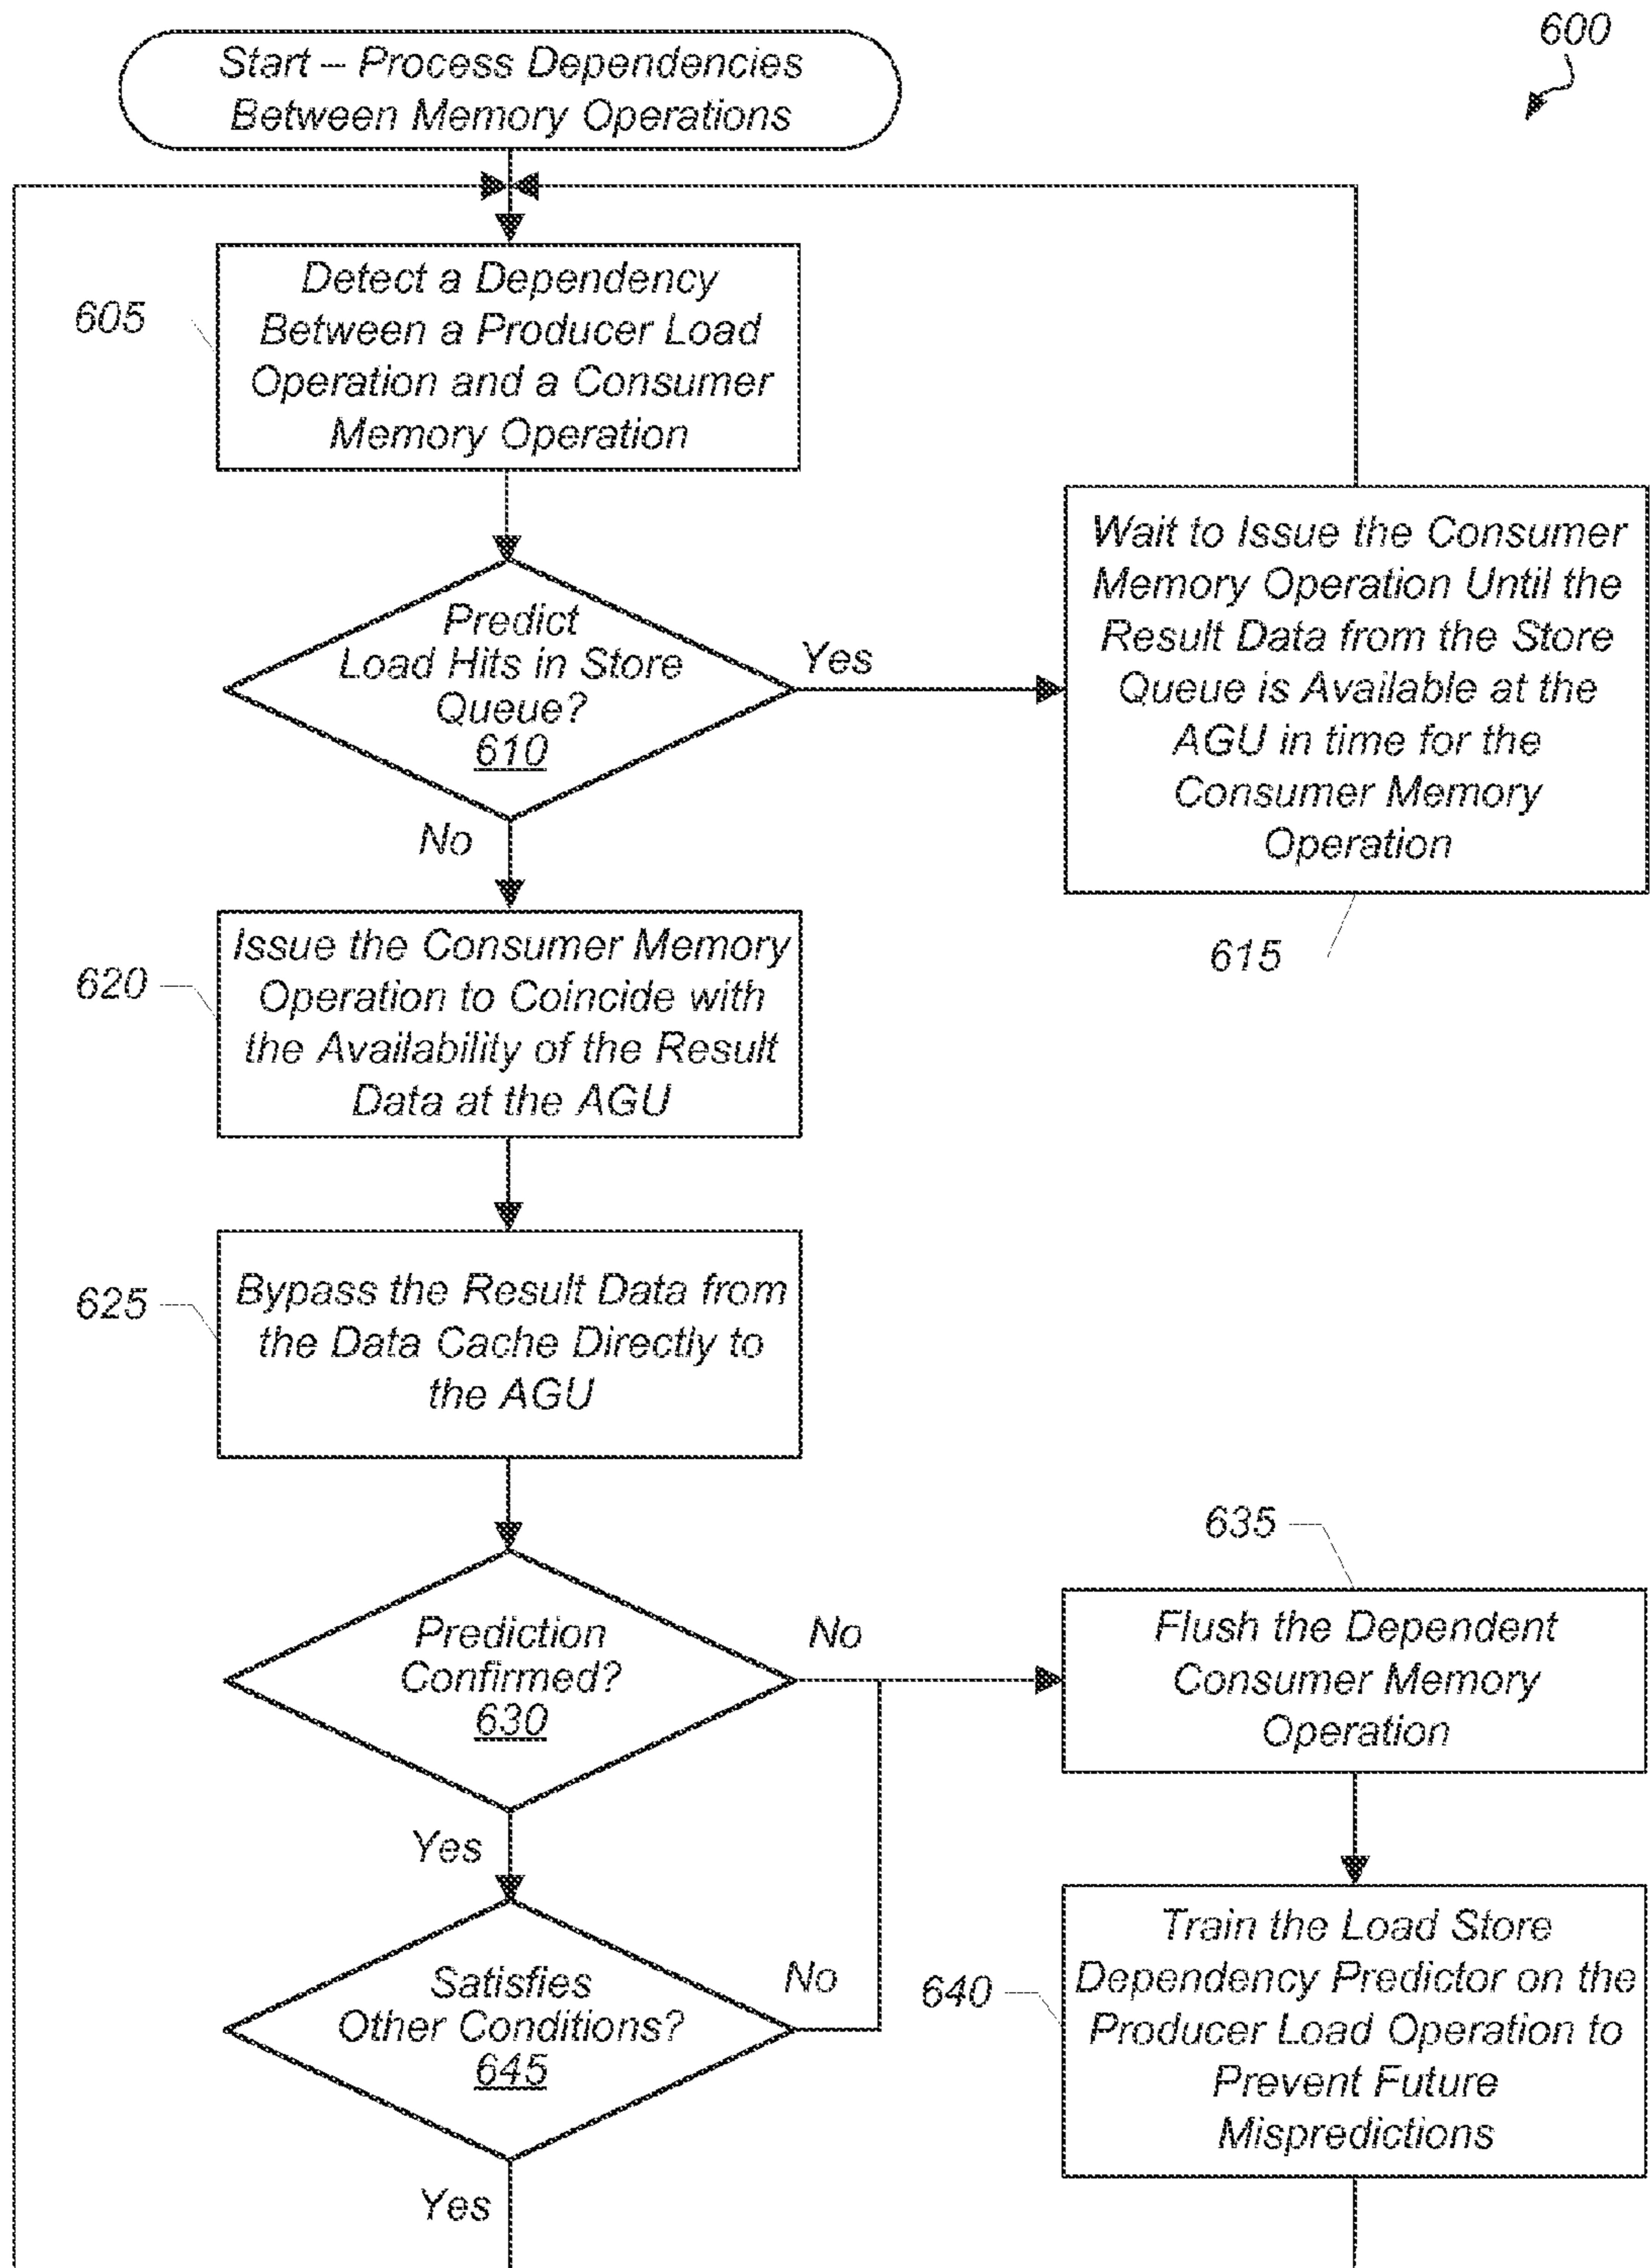 600
Start – Process Dependencies
Between Memory Operations
605
Detect a Dependency
Between a Producer Load
Operation and a Consumer
Memory Operation
Predict
Load Hits in Store
Queue?
610
Yes
No
Wait to Issue the Consumer
Memory Operation Until the
Result Data from the Store
Queue is Available at the
AGU in time for the
Consumer Memory
Operation
615
620
Issue the Consumer Memory
Operation to Coincide with
the Availability of the Result
Data at the AGU
625
Bypass the Result Data from
the Data Cache Directly to
the AGU
Prediction
Confirmed?
630
No
Yes
635
Flush the Dependent
Consumer Memory
Operation
Satisfies
Other Conditions?
645
No
Yes
640
Train the Load Store
Dependency Predictor on the
Producer Load Operation to
Prevent Future
Mispredictions